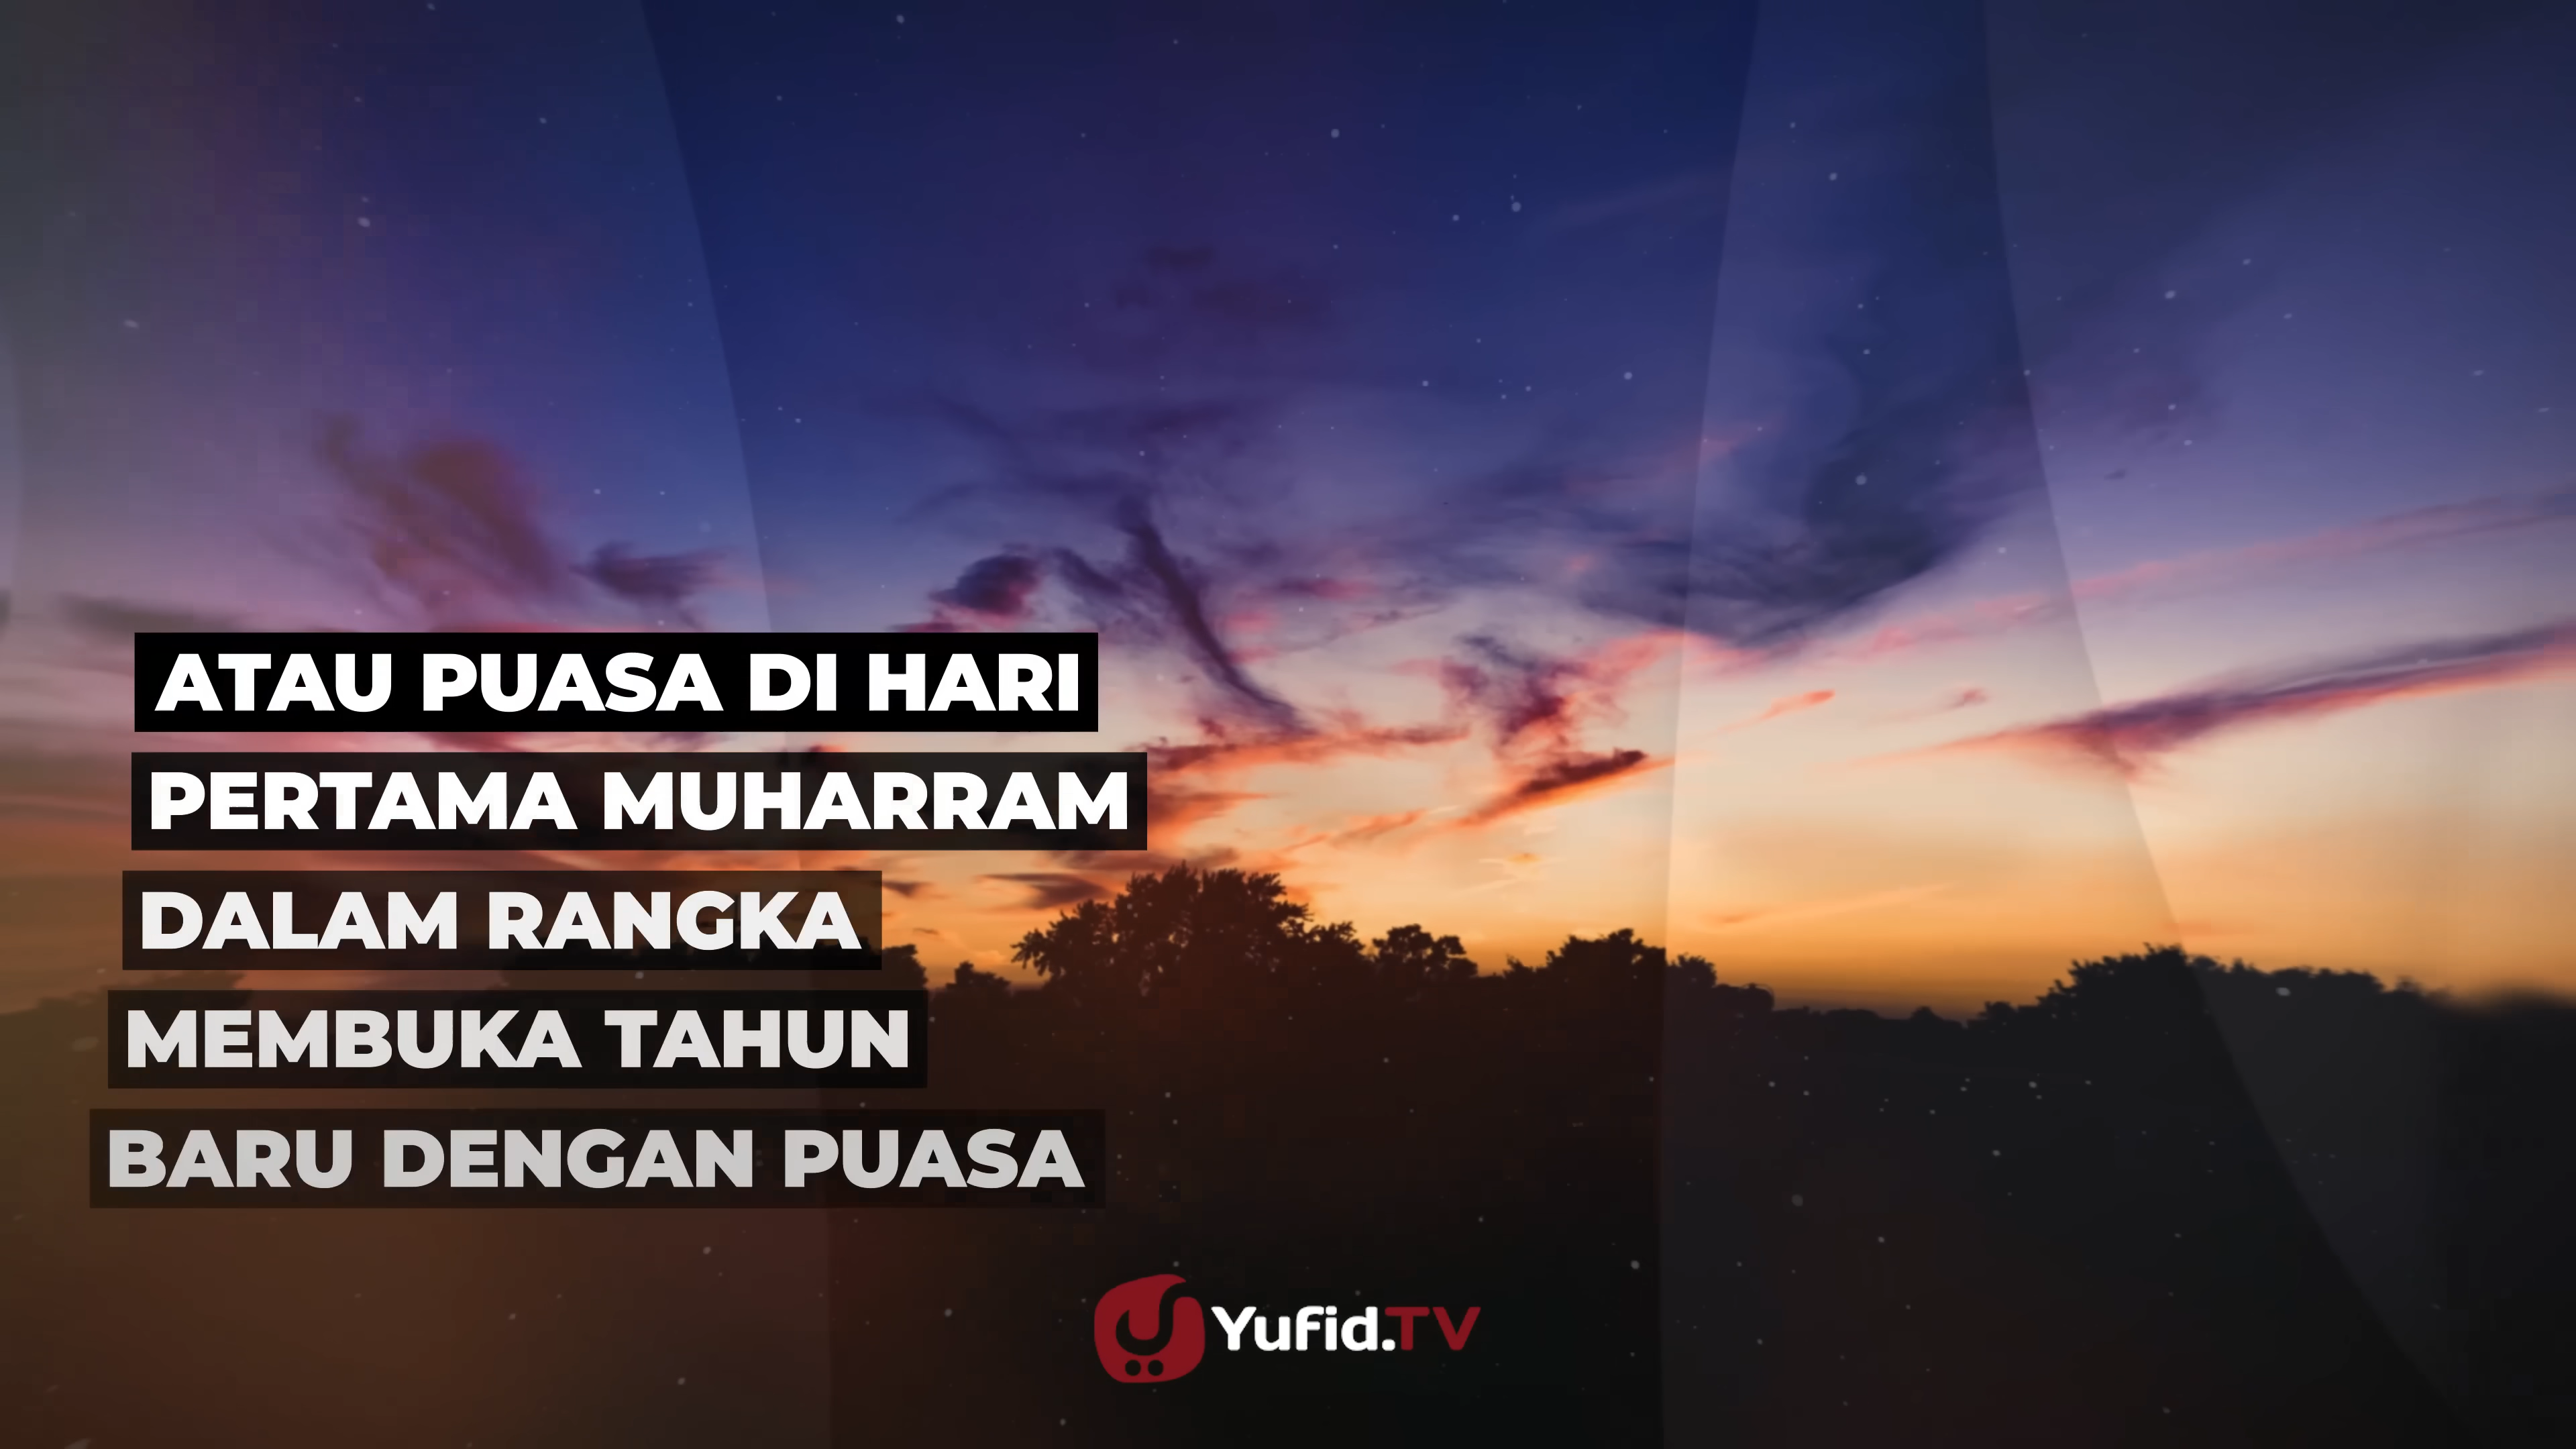 ATAU PUASA DI HARI
PERTAMA MUHARRAM
DALAM RANGKA
MEMBUKA TAHUN
BARU DENGAN PUASA
Yufid.TV